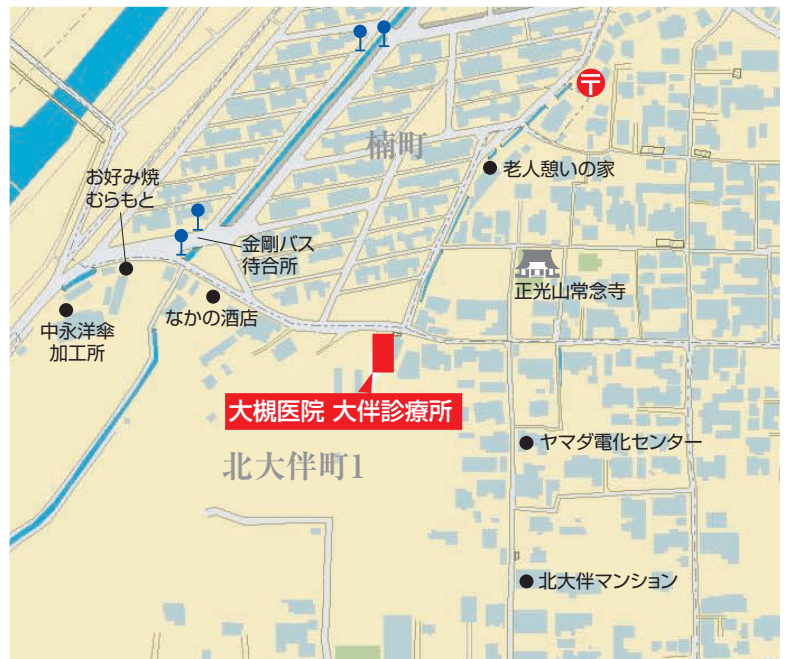 楠町
老人憩いの家
お好み焼
むらもと
金剛バス
待合所
正光山常念寺
なかの酒店
中永洋傘
加工所
大槻医院 大伴診療所
北大伴町1
ヤマダ電化センター
北大伴マンション